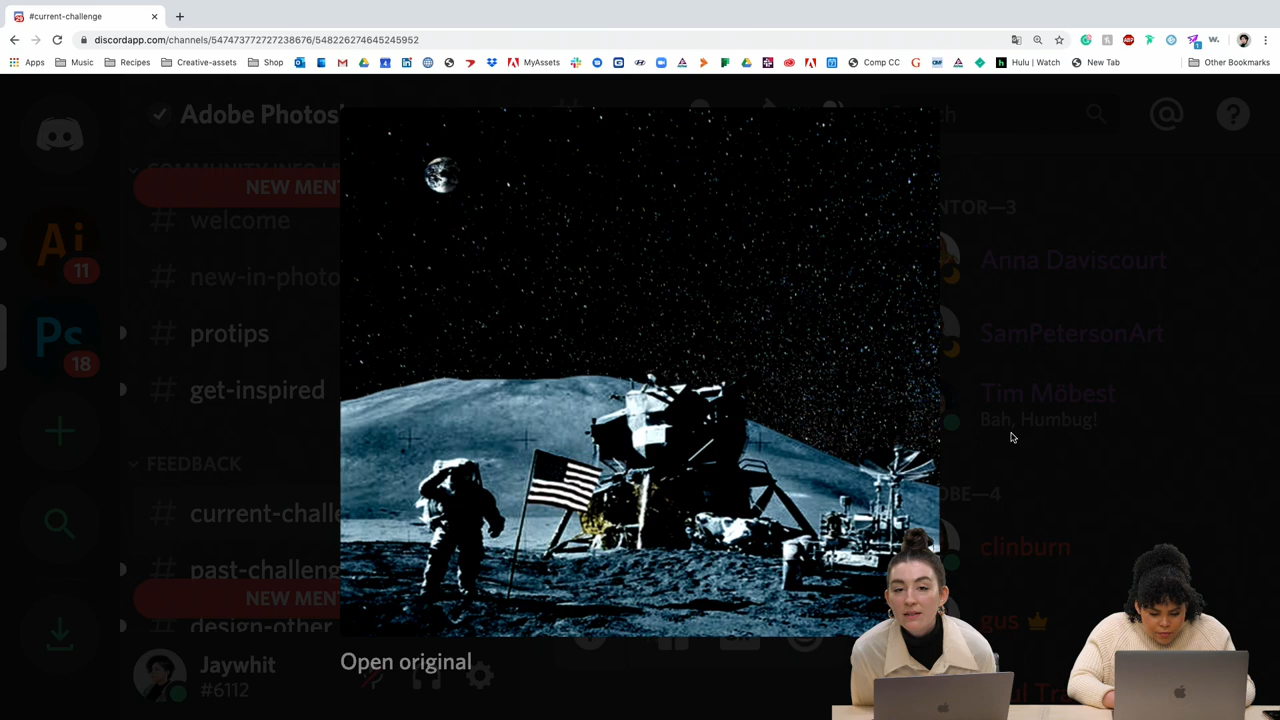 #current-challenge
discordapp.com/channels/547473772727238676/548226274645245952
Apps
Music
Recipes
Creative-assets
Shop
MyAssets
Comp CC
Hulu | Watch
New Tab
Other Bookmarks
Adobe Photos
NEW MEN
# welcome
# new-in-photo
# protips
# get-inspired
FEEDBACK
# current-challe
# past-challeng
NEW MEN
# design-other
Jaywhit
#6112
Ai
11
Ps
18
Open original
NTOR—3
Anna Daviscourt
SamPetersonArt
Tim Möbest
Bah, Humbug!
OBE—4
clinburn
gus